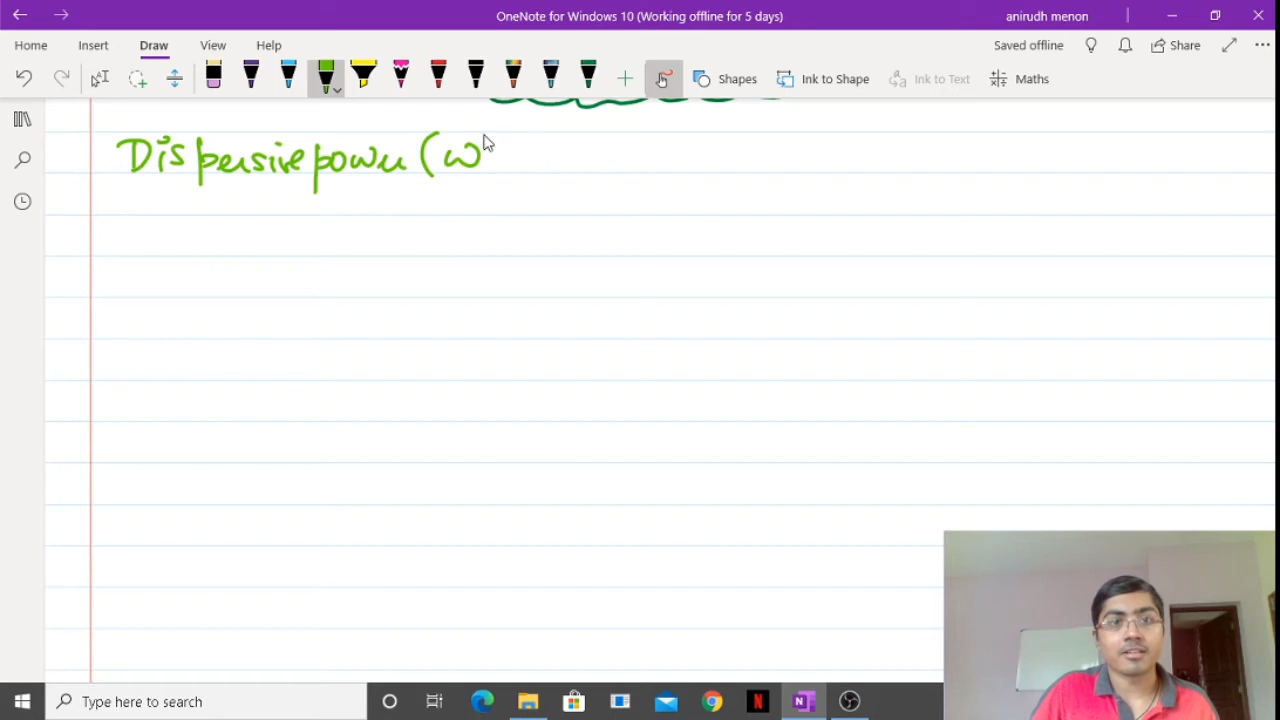 OneNote for Windows 10 (Working offline for 5 days)
anirudh menon
Home Insert Draw View Help
Saved offline Share
Shapes Ink to Shape Ink to Text Maths
Dispersive power (ω
Type here to search